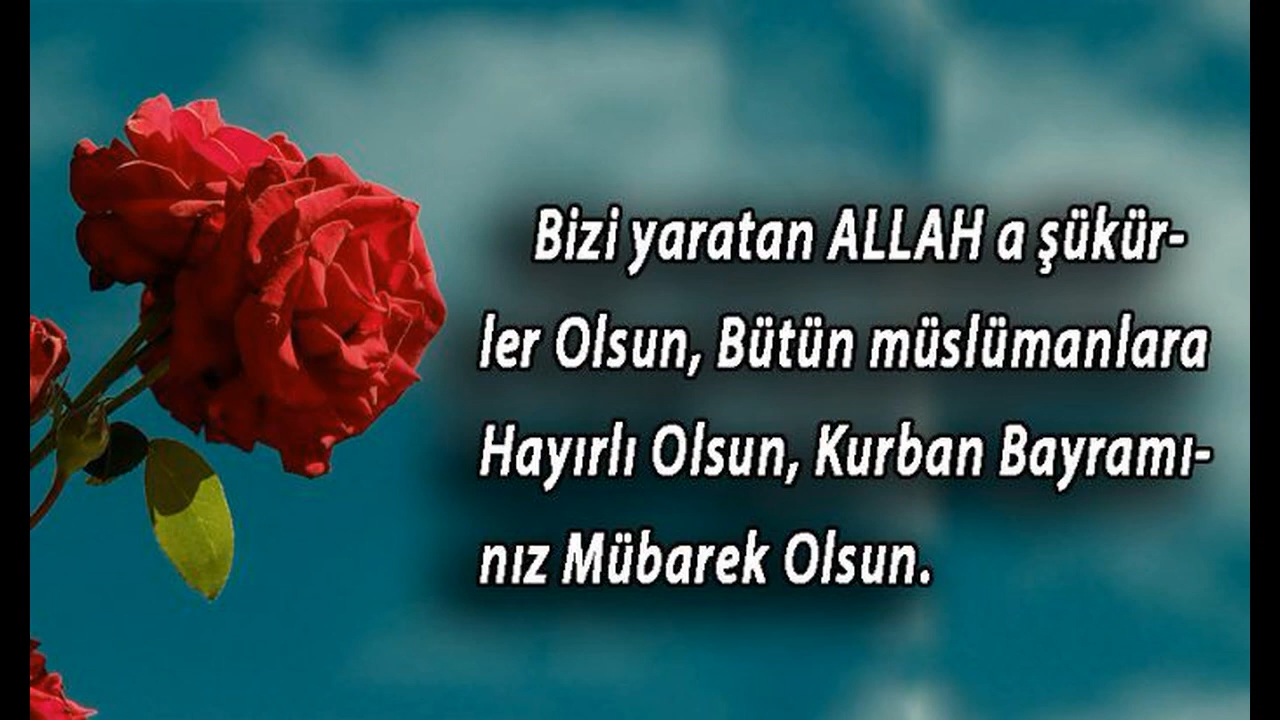 Bizi yaratan ALLAH a şükür-
ler Olsun, Bütün müslümanlara
Hayırlı Olsun, Kurban Bayramı-
nız Mübarek Olsun.